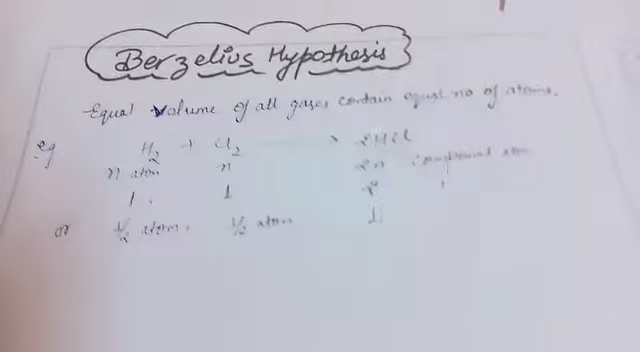 Berzelius Hypothesis
Equal Volume of all gases contain equal no of atoms.
eg H₂ + Cl₂ 2HCl
n atom n 2n compound atom
1 1 2
or 1/2 atom, 1/2 atom 1